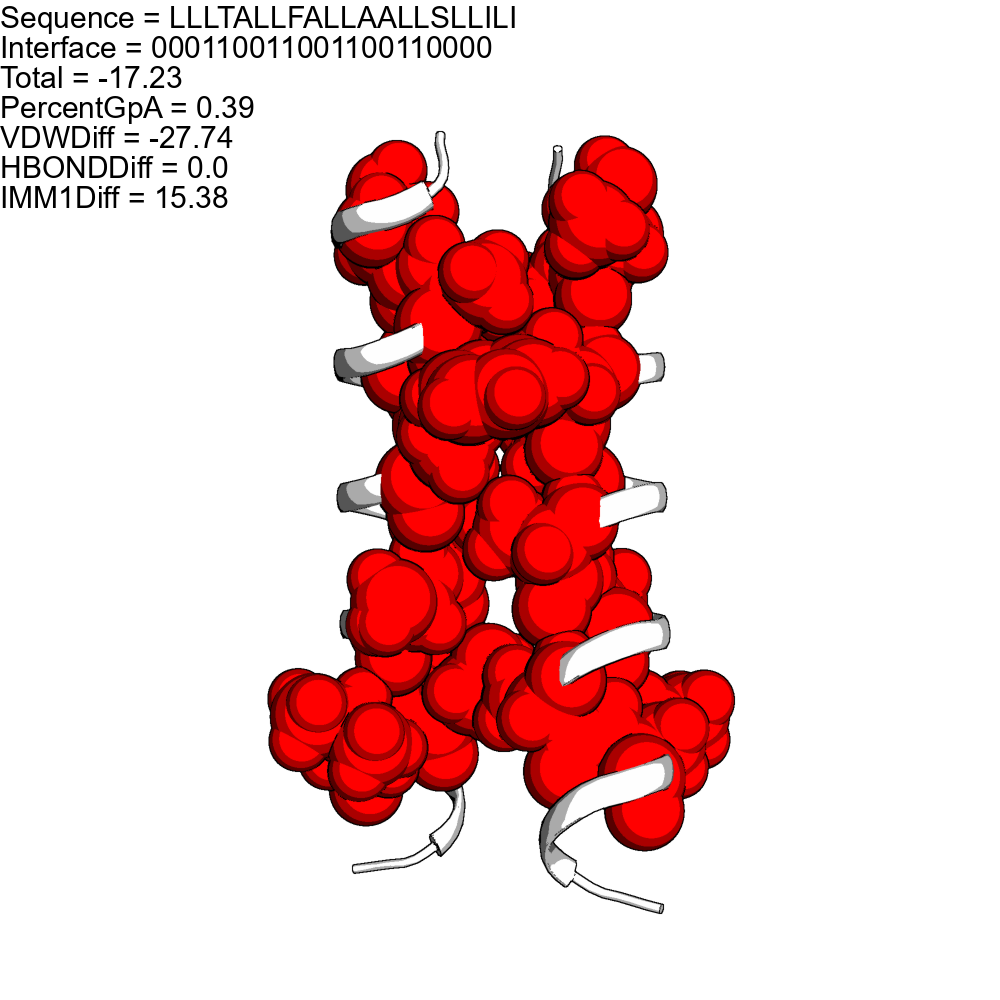 Sequence = LLLTALLFALLAALLSLLILI
Interface = 000110011001100110000
Total = -17.23
PercentGpA = 0.39
VDWDiff = -27.74
HBONDDiff = 0.0
IMM1Diff = 15.38